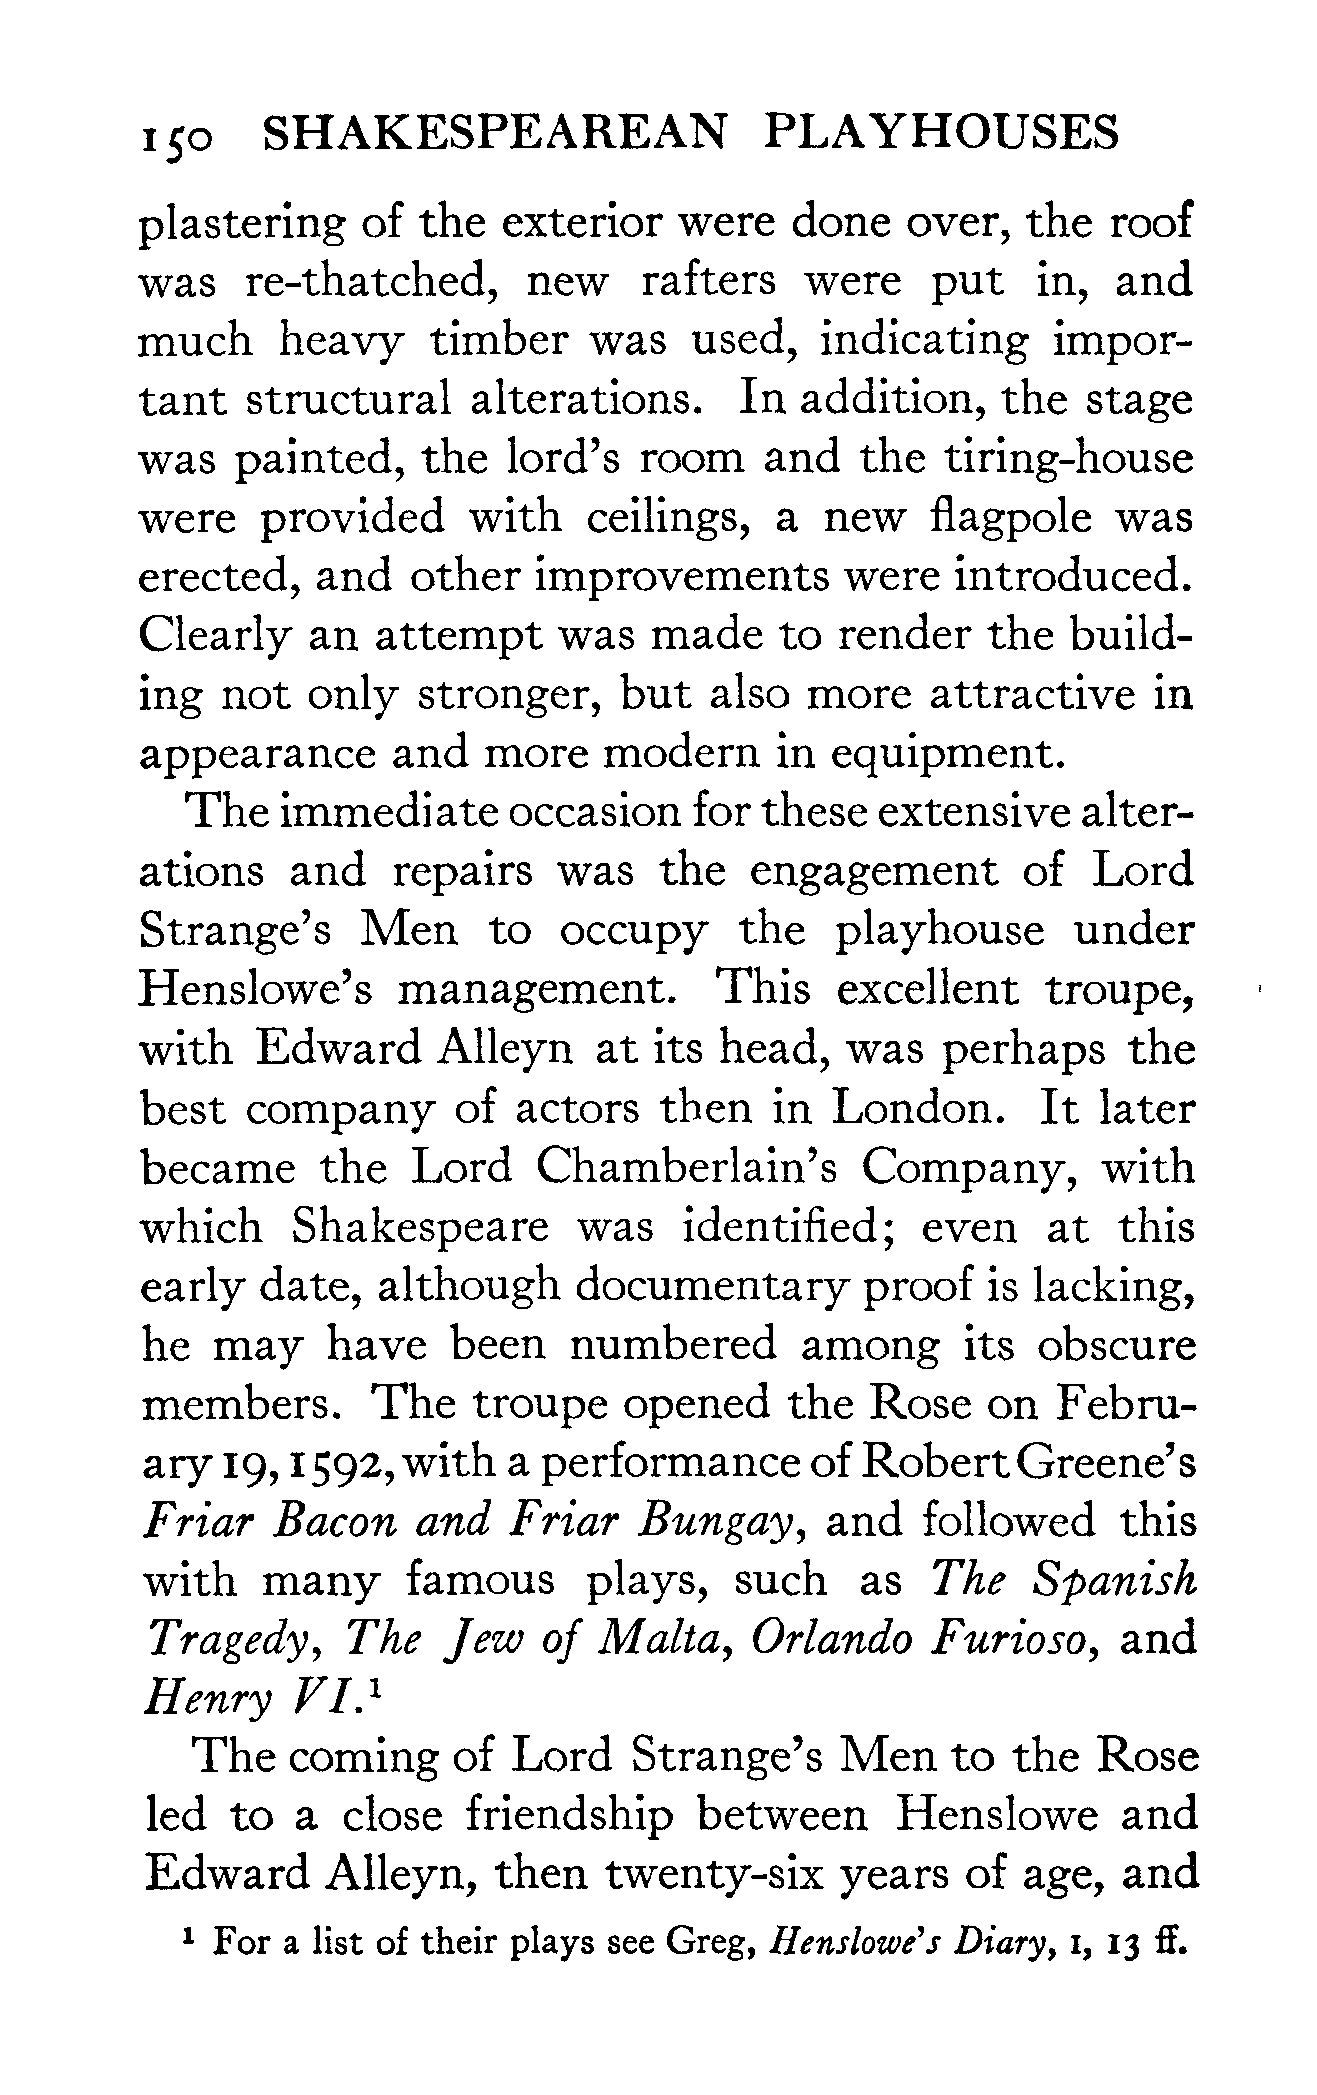 150 SHAKESPEAREAN PLAYHOUSES
plastering of the exterior were done over, the roof
was re-thatched, new rafters were put in, and
much heavy timber was used, indicating impor-
tant structural alterations. In addition, the stage
was painted, the lord's room and the tiring-house
were provided with ceilings, a new flagpole was
erected, and other improvements were introduced.
Clearly an attempt was made to render the build-
ing not only stronger, but also more attractive in
appearance and more modern in equipment.
The immediate occasion for these extensive alter-
ations and repairs was the engagement of Lord
Strange's Men to occupy the playhouse under
Henslowe's management. This excellent troupe,
with Edward Alleyn at its head, was perhaps the
best company of actors then in London. It later
became the Lord Chamberlain's Company, with
which Shakespeare was identified; even at this
early date, although documentary proof is lacking,
he may have been numbered among its obscure
members. The troupe opened the Rose on Febru-
ary 19, 1592, with a performance of Robert Greene's
Friar Bacon and Friar Bungay, and followed this
with many famous plays, such as The Spanish
Tragedy, The Jew of Malta, Orlando Furioso, and
Henry VI.¹
The coming of Lord Strange's Men to the Rose
led to a close friendship between Henslowe and
Edward Alleyn, then twenty-six years of age, and
¹ For a list of their plays see Greg, Henslowe's Diary, I, 13 ff.